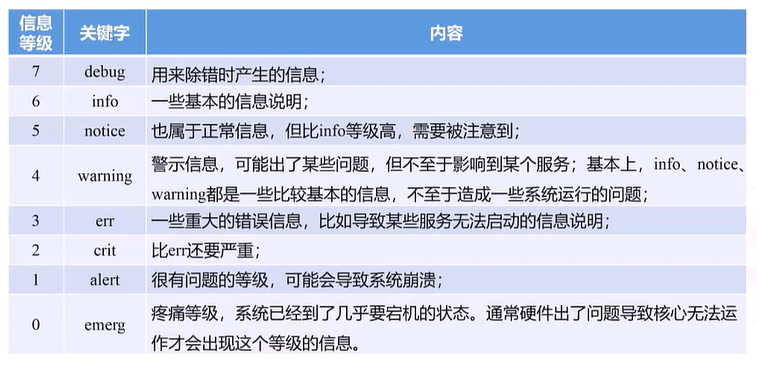 信息等级 关键字 内容
7 debug 用来除错时产生的信息；
6 info 一些基本的信息说明；
5 notice 也属于正常信息，但比info等级高，需要被注意到；
4 warning 警示信息，可能出了某些问题，但不至于影响到某个服务；基本上，info、notice、
warning都是一些比较基本的信息，不至于造成一些系统运行的问题；
3 err 一些重大的错误信息，比如导致某些服务无法启动的信息说明；
2 crit 比err还要严重；
1 alert 很有问题的等级，可能会导致系统崩溃；
0 emerg 疼痛等级，系统已经到了几乎要宕机的状态。通常硬件出了问题导致核心无法运
作才会出现这个等级的信息。